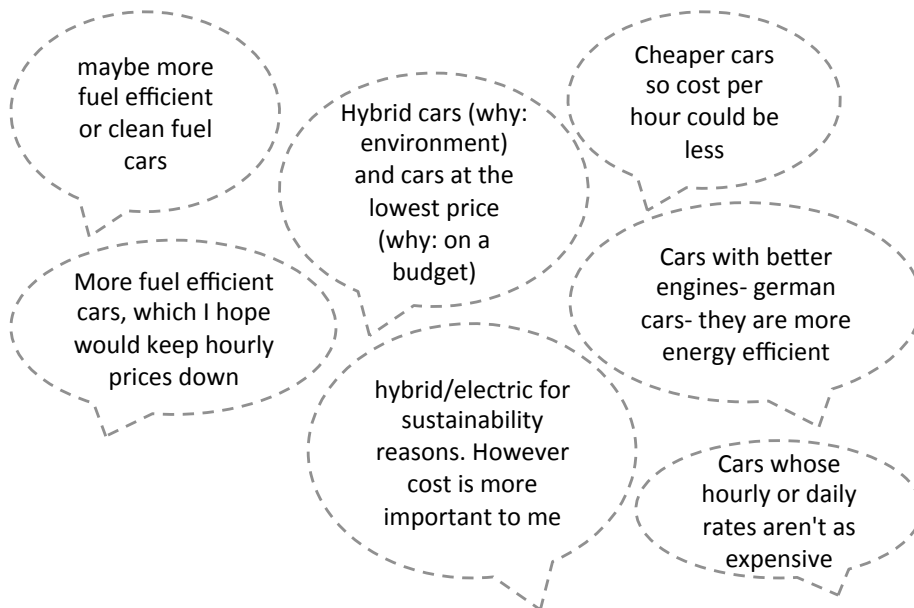 maybe more
fuel efficient
or clean fuel
cars
Hybrid cars (why:
environment)
and cars at the
lowest price
(why: on a
budget)
Cheaper cars
so cost per
hour could be
less
More fuel efficient
cars, which I hope
would keep hourly
prices down
Cars with better
engines- german
cars- they are more
energy efficient
hybrid/electric for
sustainability
reasons. However
cost is more
important to me
Cars whose
hourly or daily
rates aren't as
expensive